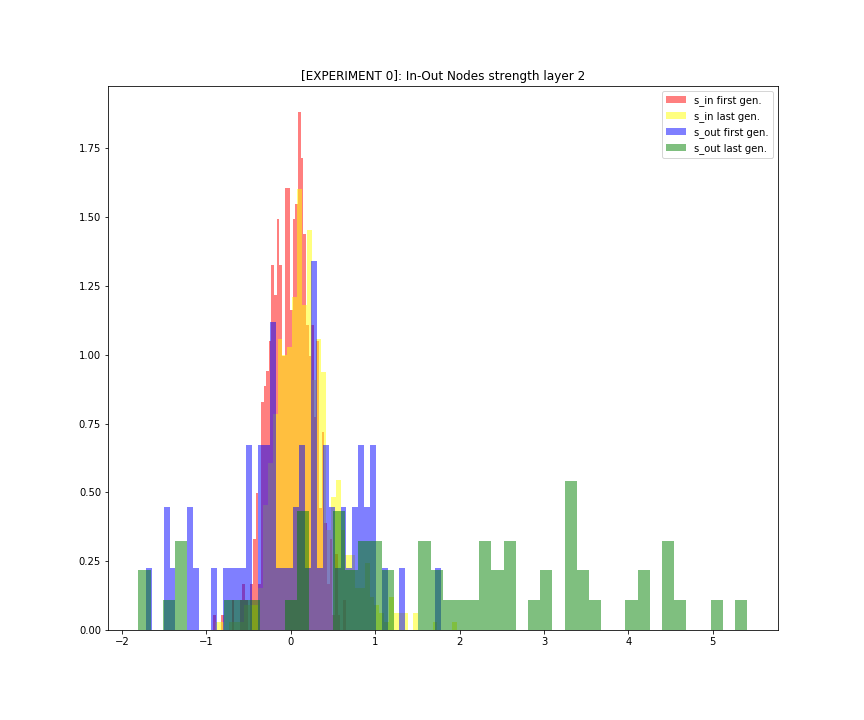 [EXPERIMENT 0]: In-Out Nodes strength layer 2
s_in first gen.
s_in last gen.
s_out first gen.
s_out last gen.
1.75
1.50
1.25
1.00
0.75
0.50
0.25
0.00
−2 −1 0 1 2 3 4 5